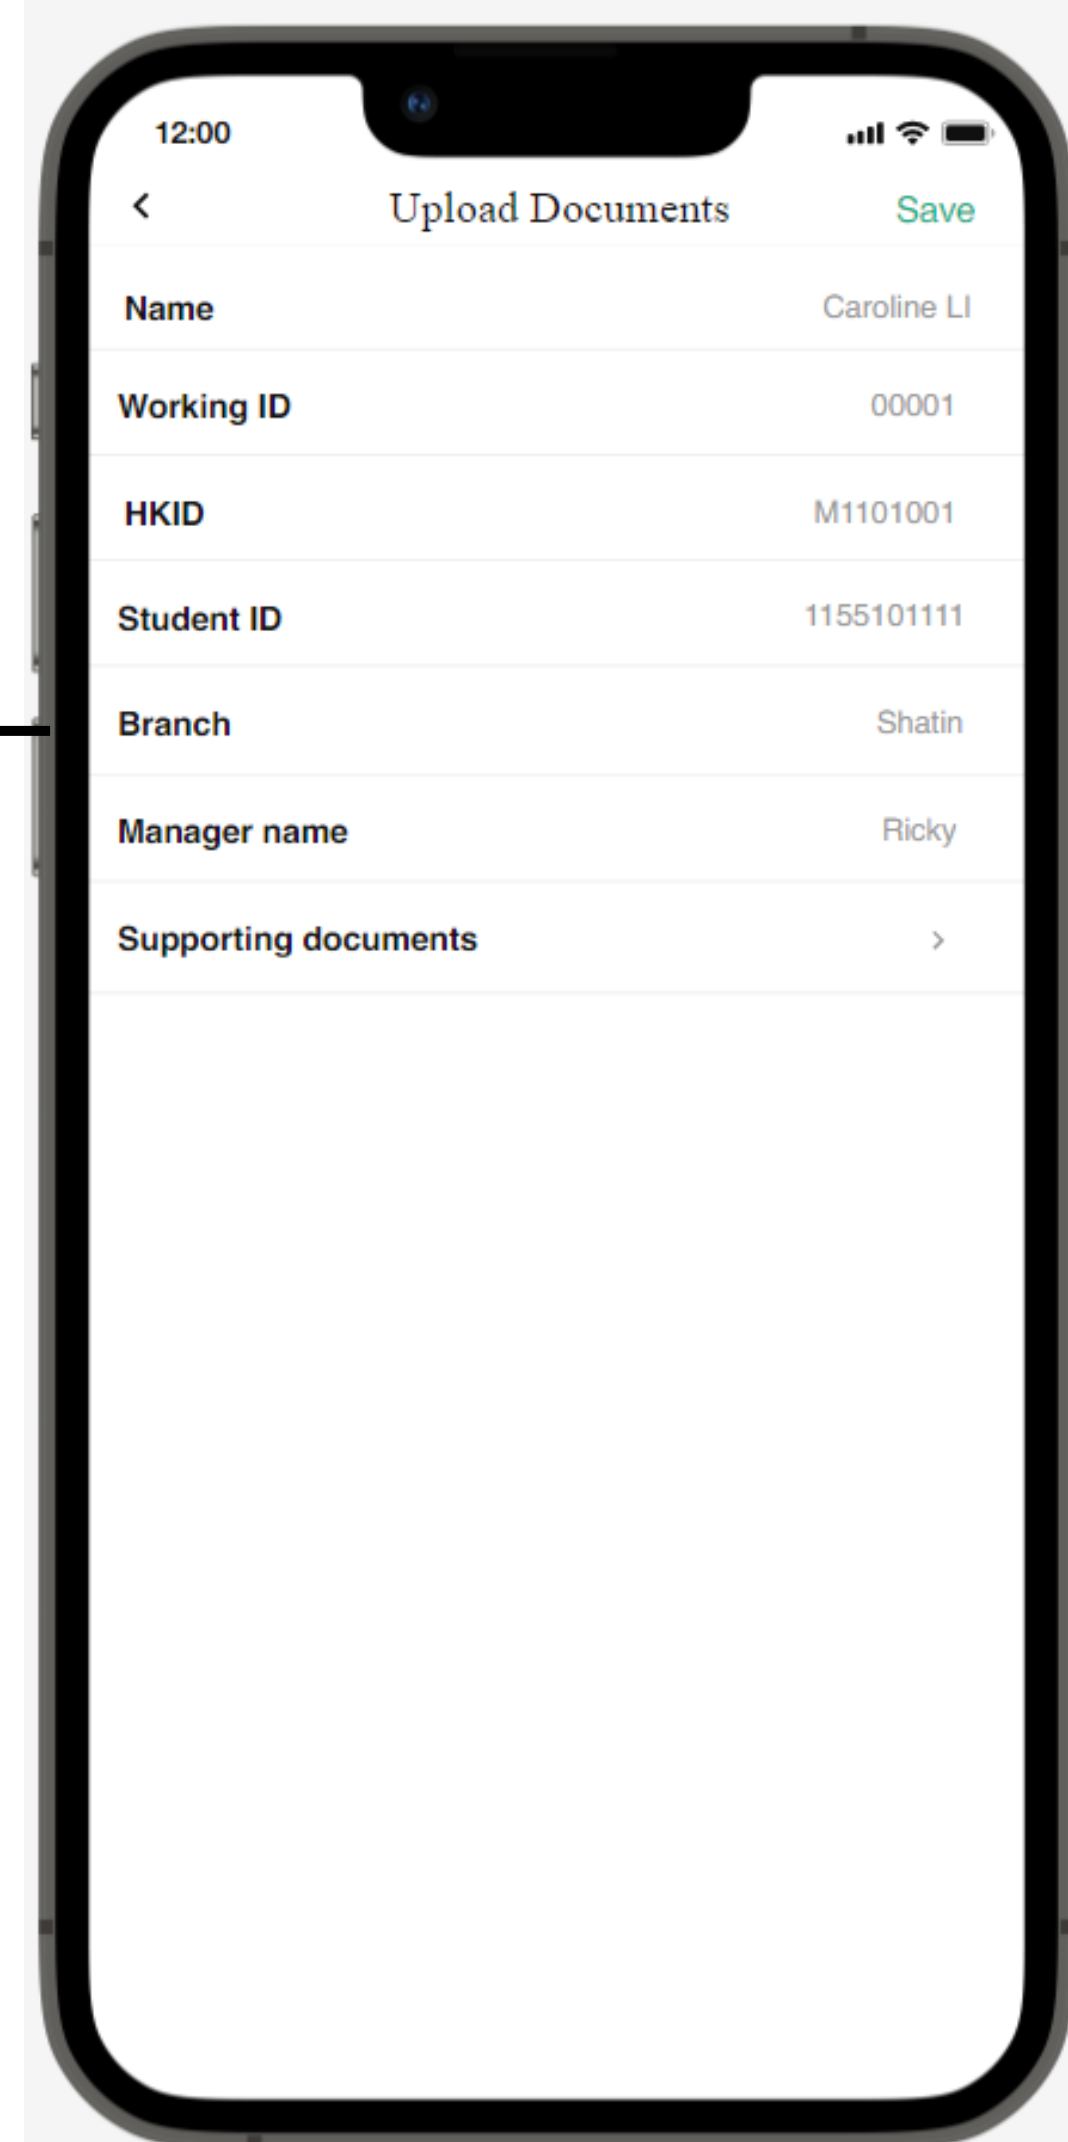 12:00
Upload Documents
Save
Name
Caroline LI
Working ID
00001
HKID
M1101001
Student ID
1155101111
Branch
Shatin
Manager name
Ricky
Supporting documents